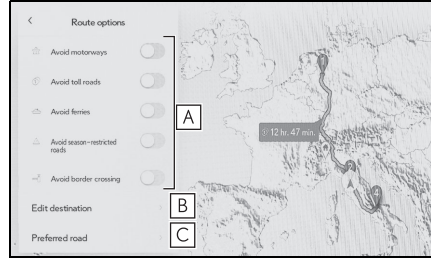 Route options
Avoid motorways
Avoid toll roads
A
Avoid ferries
12 hr. 47 min.
Avoid season-restricted
roads
Avoid border crossing
Edit destination
B
Preferred road
C